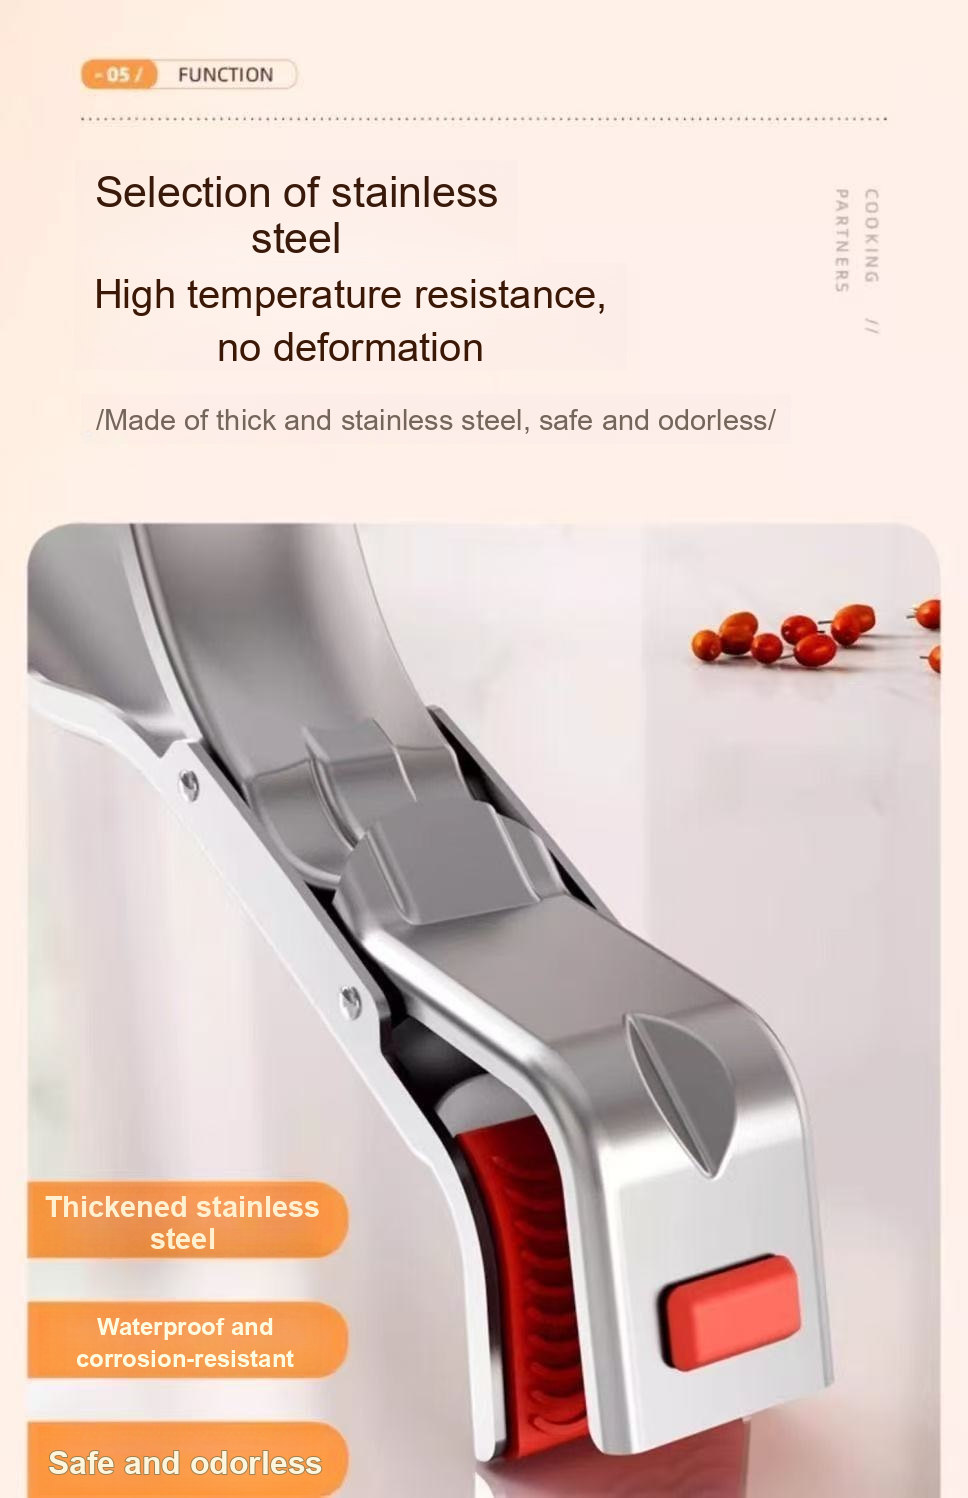 - 05 / FUNCTION
Selection of stainless
steel
High temperature resistance,
no deformation
/Made of thick and stainless steel, safe and odorless/
COOKING //
PARTNERS
Thickened stainless
steel
Waterproof and
corrosion-resistant
Safe and odorless